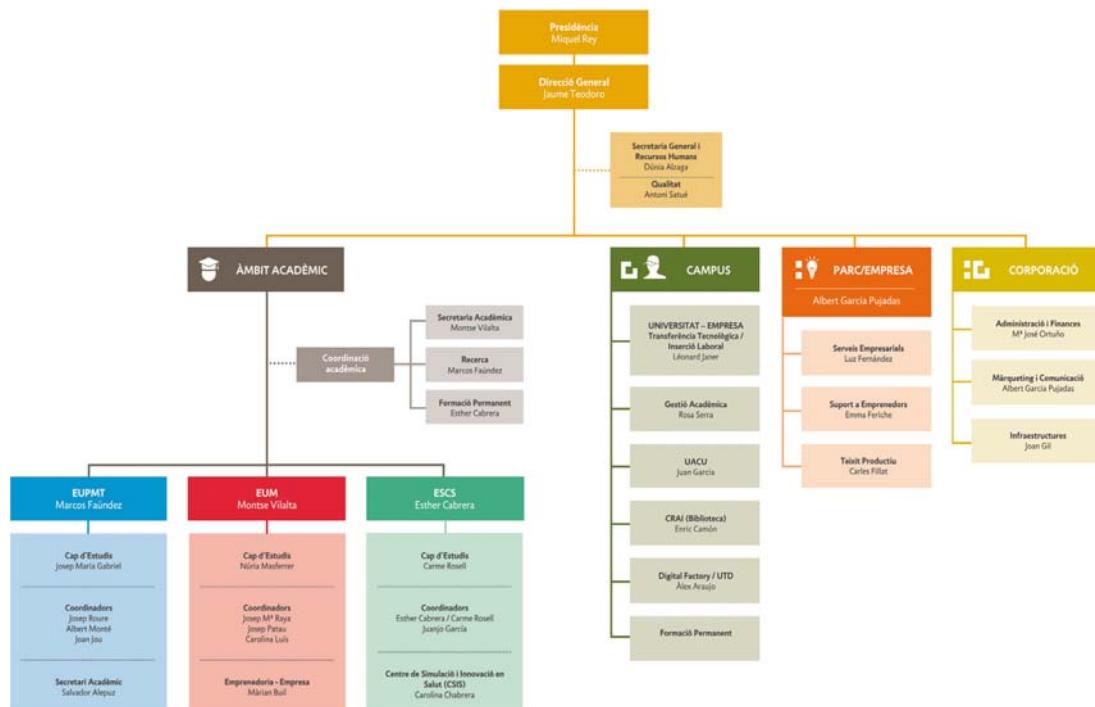 Presidència
Miquel Rey
Direcció General
Jaume Teodoro
Secretaria General i
Recursos Humans
Dúnia Alzaga
Qualitat
Antoni Satué
ÀMBIT ACADÈMIC
Coordinació
acadèmica
Secretaria Acadèmica
Montse Vilalta
Recerca
Marcos Faúndez
Formació Permanent
Esther Cabrera
EUPMT
Marcos Faúndez
Cap d'Estudis
Josep Maria Gabriel
Coordinadors
Josep Roure
Albert Monté
Joan Jou
Secretari Acadèmic
Salvador Alepuz
EUM
Montse Vilalta
Cap d'Estudis
Núria Masferrer
Coordinadors
Josep Mª Raya
Josep Patau
Carolina Luís
Emprenedoria - Empresa
Màrian Buil
ESCS
Esther Cabrera
Cap d'Estudis
Carme Rosell
Coordinadors
Esther Cabrera / Carme Rosell
Juanjo García
Centre de Simulació i Innovació en
Salut (CSIS)
Carolina Chabrera
CAMPUS
UNIVERSITAT – EMPRESA
Transferència Tecnològica /
Inserció Laboral
Léonard Janer
Gestió Acadèmica
Rosa Serra
UACU
Juan García
CRAI (Biblioteca)
Enric Camón
Digital Factory / UTD
Àlex Araujo
Formació Permanent
PARC/EMPRESA
Albert García Pujadas
Serveis Empresarials
Luz Fernández
Suport a Emprenedors
Emma Feriche
Teixit Productiu
Carles Fillat
CORPORACIÓ
Administració i Finances
Mª José Ortuño
Màrqueting i Comunicació
Albert García Pujadas
Infraestructures
Joan Gil